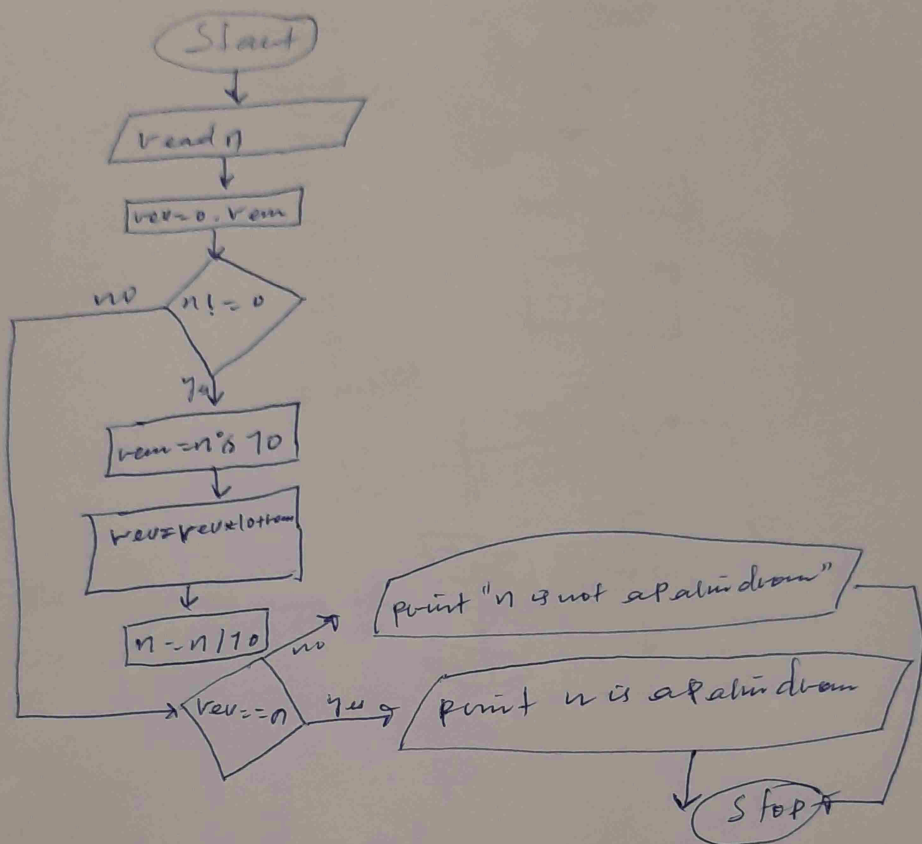 Start
read n
rev=0, rem
n!=0
no
yes
rem=n%10
rev=rev*10+rem
n=n/10
no
print "n is not a palindrom"
rev==n
yes
print n is a palindrom
Stop